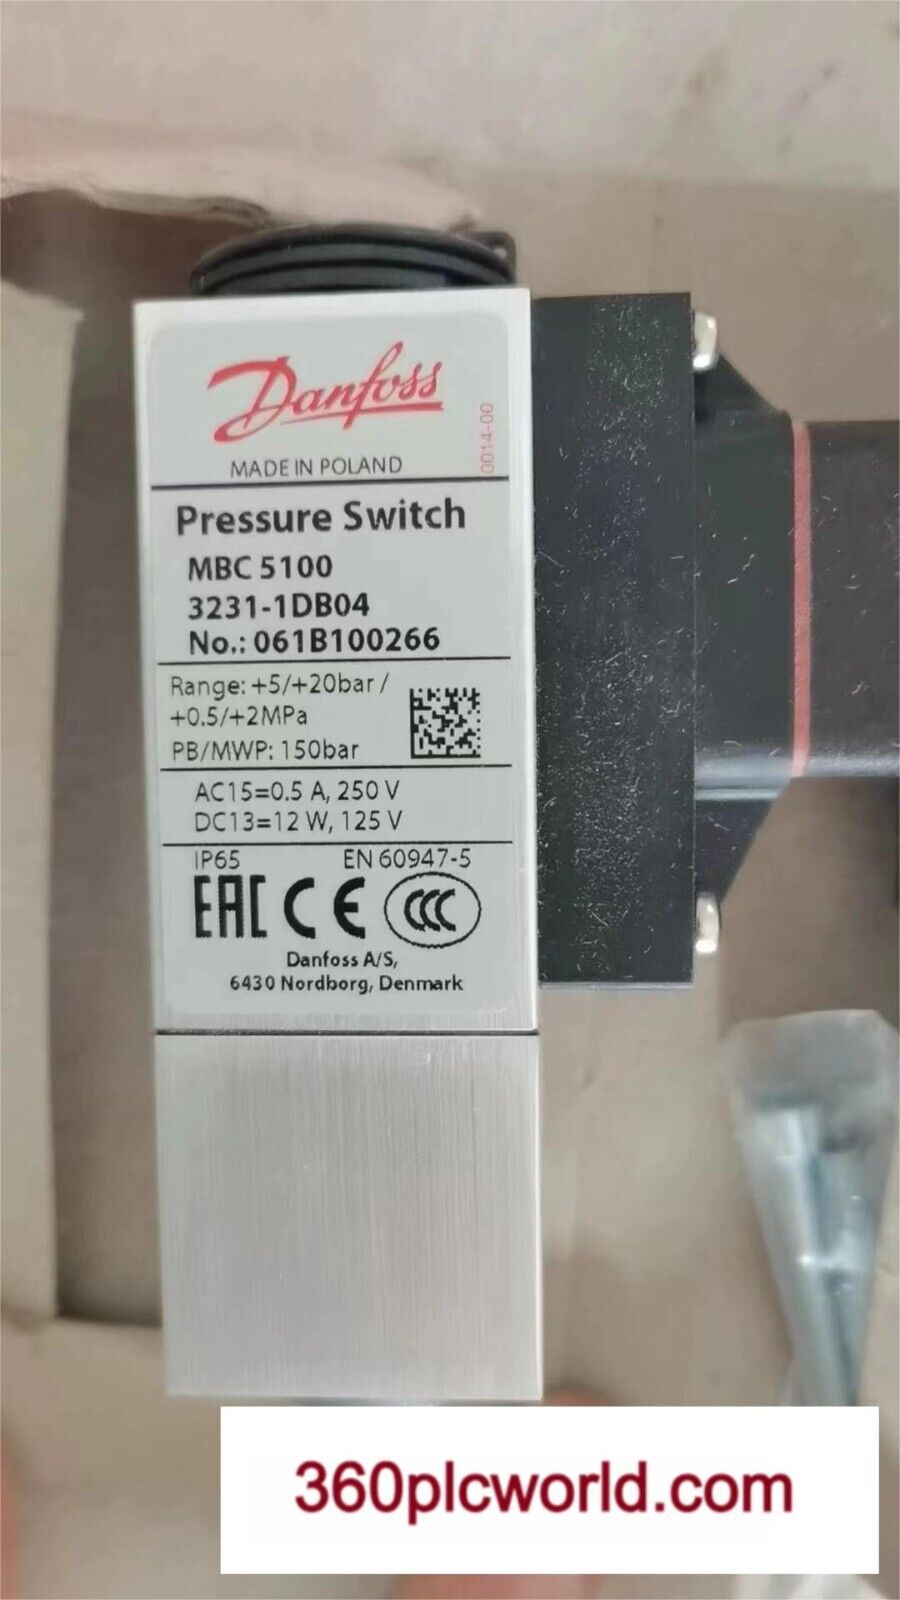 Danfoss
MADE IN POLAND
0014-00
Pressure Switch
MBC 5100
3231-1DB04
No.: 061B100266
Range: +5/+20bar /
+0.5/+2MPa
PB/MWP: 150bar
AC15=0.5 A, 250 V
DC13=12 W, 125 V
IP65 EN 60947-5
EAC CE CCC
Danfoss A/S,
6430 Nordborg, Denmark
360plcworld.com